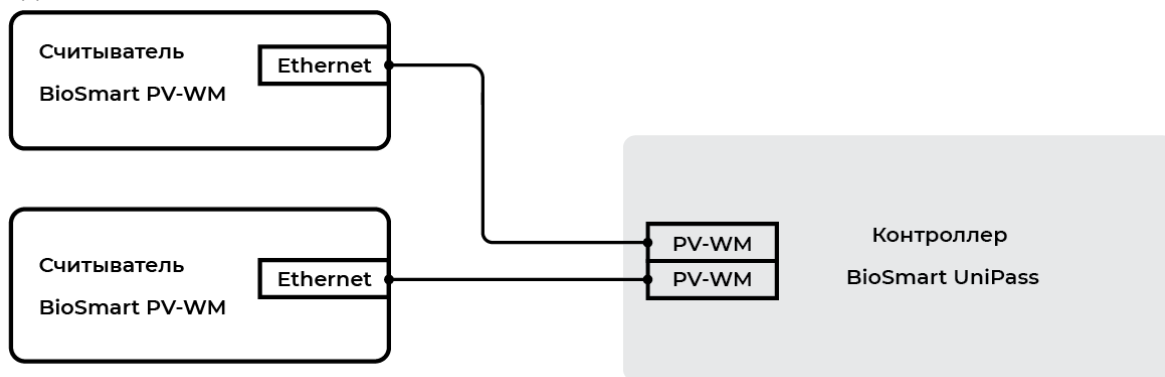 Считыватель
BioSmart PV-WM
Ethernet
Считыватель
BioSmart PV-WM
Ethernet
PV-WM
PV-WM
Контроллер
BioSmart UniPass